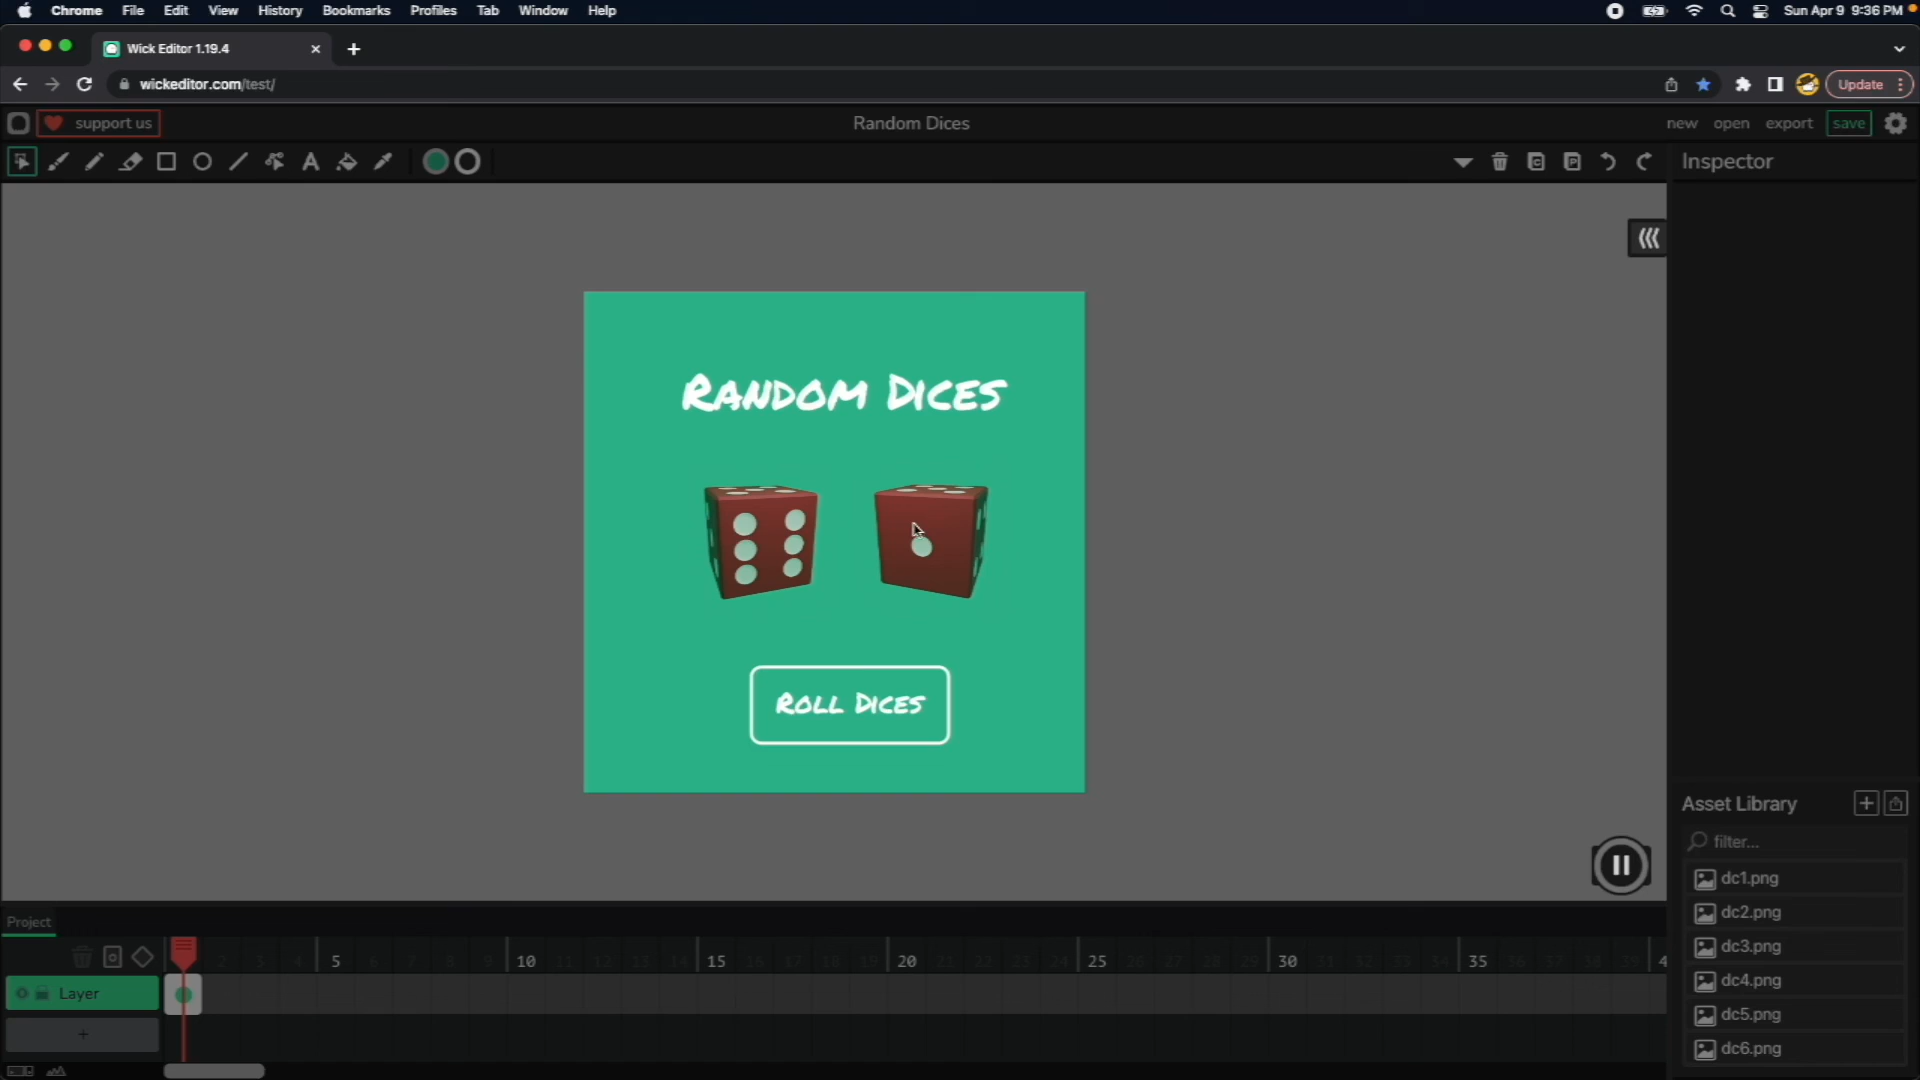 Chrome File Edit View History Bookmarks Profiles Tab Window Help Sun Apr 9 9:36 PM
Wick Editor 1.19.4
wickeditor.com/test/ Update
support us Random Dices new open export save
Inspector
RANDOM DICES
ROLL DICES
Asset Library
filter...
dc1.png
dc2.png
dc3.png
dc4.png
dc5.png
dc6.png
Project
5 10 15 20 25 30 35
Layer